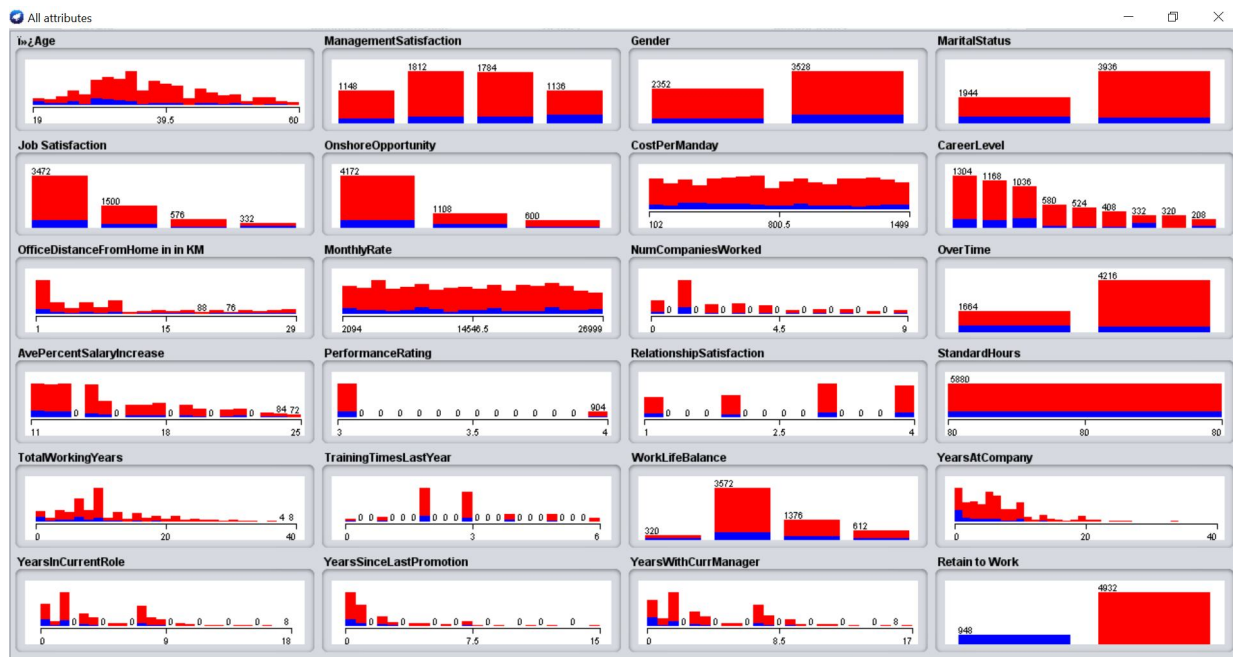 All attributes
ï»¿Age
ManagementSatisfaction
Gender
MaritalStatus
19 39.5 60
1148 1812 1784 1136
2352 3528
1944 3936
Job Satisfaction
OnshoreOpportunity
CostPerManday
CareerLevel
3472 1500 576 332
4172 1108 600
102 800.5 1499
1304 1168 1036 580 524 408 332 320 208
OfficeDistanceFromHome in in KM
MonthlyRate
NumCompaniesWorked
OverTime
88 76
1 15 29
2094 14546.5 26999
0 0 0 0 0 0 0 0 0
0 4.5 9
1664 4216
AvePercentSalaryIncrease
PerformanceRating
RelationshipSatisfaction
StandardHours
0 0 0 0 0 84 72
11 18 25
0 0 0 0 0 0 0 0 0 0 0 0 904
3 3.5 4
0 0 0 0 0 0 0 0 0
1 2.5 4
5880
80 80 80
TotalWorkingYears
TrainingTimesLastYear
WorkLifeBalance
YearsAtCompany
4 8
0 20 40
0 0 0 0 0 0 0 0 0 0 0 0 0 0 0
0 3 6
320 3572 1376 612
0 20 40
YearsInCurrentRole
YearsSinceLastPromotion
YearsWithCurrManager
Retain to Work
0 0 0 0 0 0 0 8
0 9 18
0 0 0 0 0 0 0 0
0 7.5 15
0 0 0 0 0 0 8
0 8.5 17
948 4932